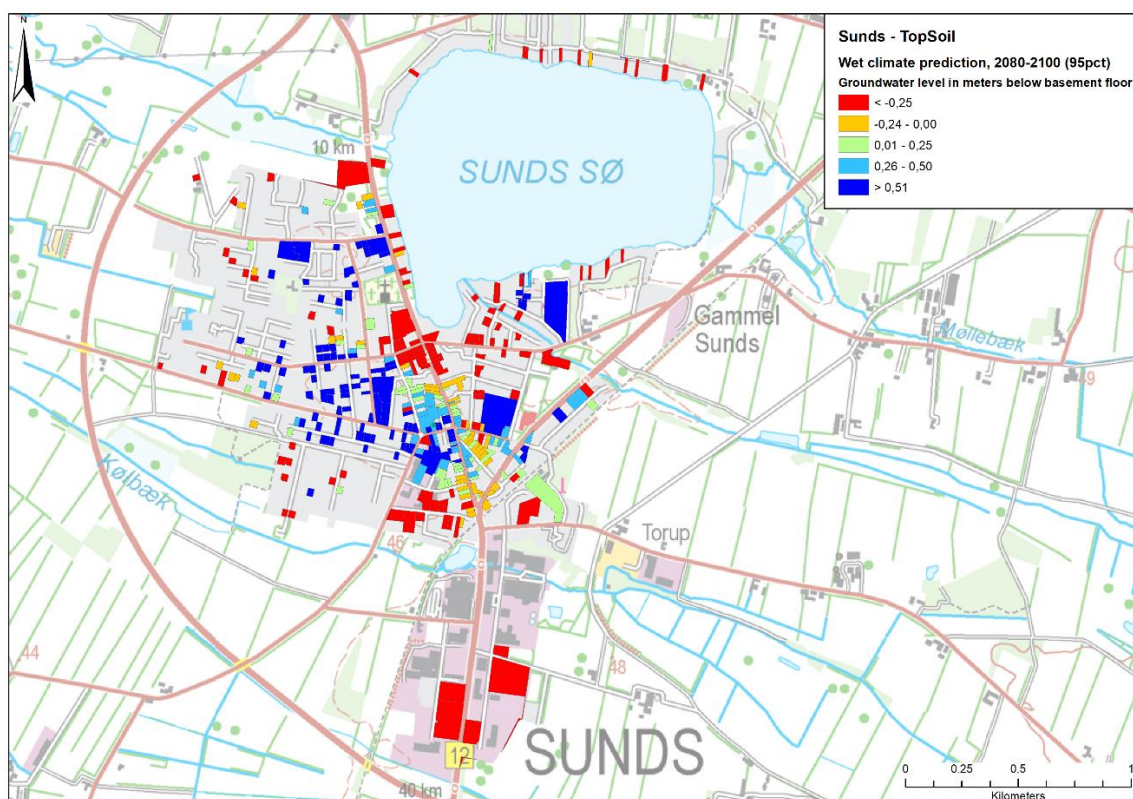 N
Sunds - TopSoil
Wet climate prediction, 2080-2100 (95pct)
Groundwater level in meters below basement floor
< -0,25
-0,24 - 0,00
0,01 - 0,25
0,26 - 0,50
> 0,51
10 km
SUNDS SØ
Gammel
Sunds
Møllebæk
49
Kølbæk
46
Torup
44
48
SUNDS
12
40 km
0 0.25 0.5 1
Kilometers